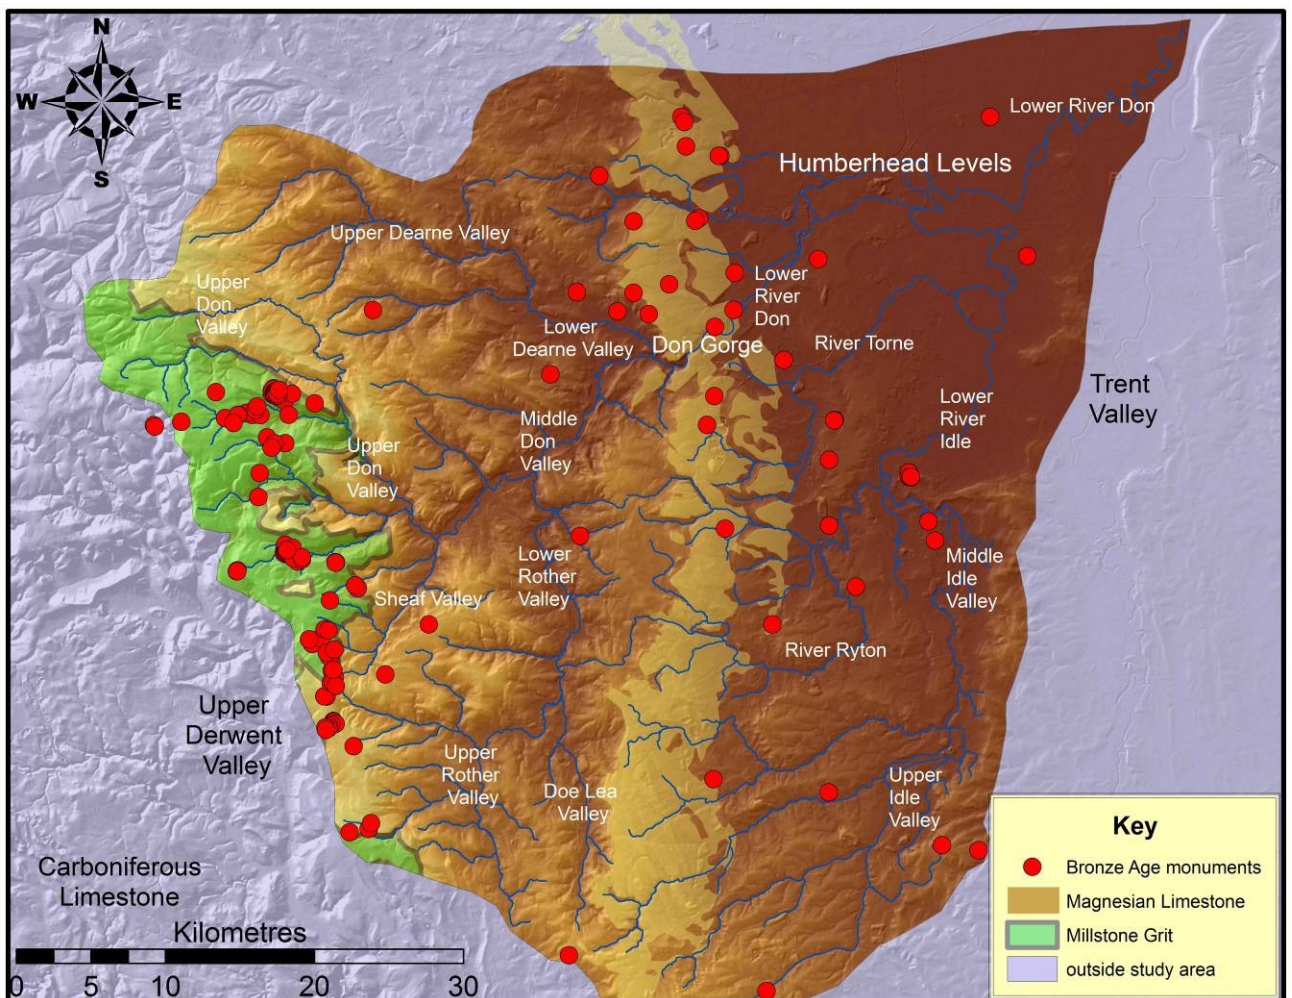 N
W
E
S
Lower River Don
Humberhead Levels
Upper Dearne Valley
Upper
Don
Valley
Lower
River
Don
Lower
Dearne Valley
Don Gorge
River Torne
Trent
Valley
Lower
River
Idle
Middle
Don
Valley
Upper
Don
Valley
Lower
Rother
Valley
Middle
Idle
Valley
Sheaf Valley
River Ryton
Upper
Derwent
Valley
Upper
Rother
Valley
Doe Lea
Valley
Upper
Idle
Valley
Carboniferous
Limestone
Kilometres
0 5 10 20 30
Key
Bronze Age monuments
Magnesian Limestone
Millstone Grit
outside study area